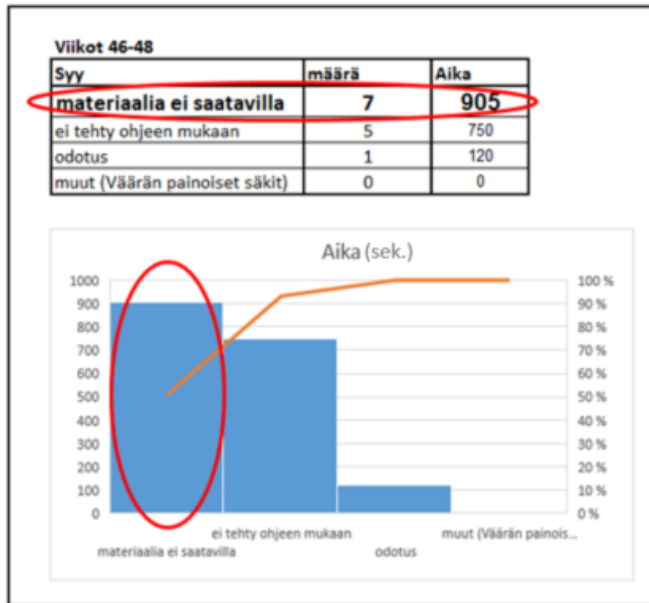 Viikot 46-48
Syy määrä Aika
materiaalia ei saatavilla 7 905
ei tehty ohjeen mukaan 5 750
odotus 1 120
muut (Väärän painoiset säkit) 0 0
Aika (sek.)
1000 100 %
900 90 %
800 80 %
700 70 %
600 60 %
500 50 %
400 40 %
300 30 %
200 20 %
100 10 %
0 0 %
ei tehty ohjeen mukaan muut (Väärän painois...
materiaalia ei saatavilla odotus